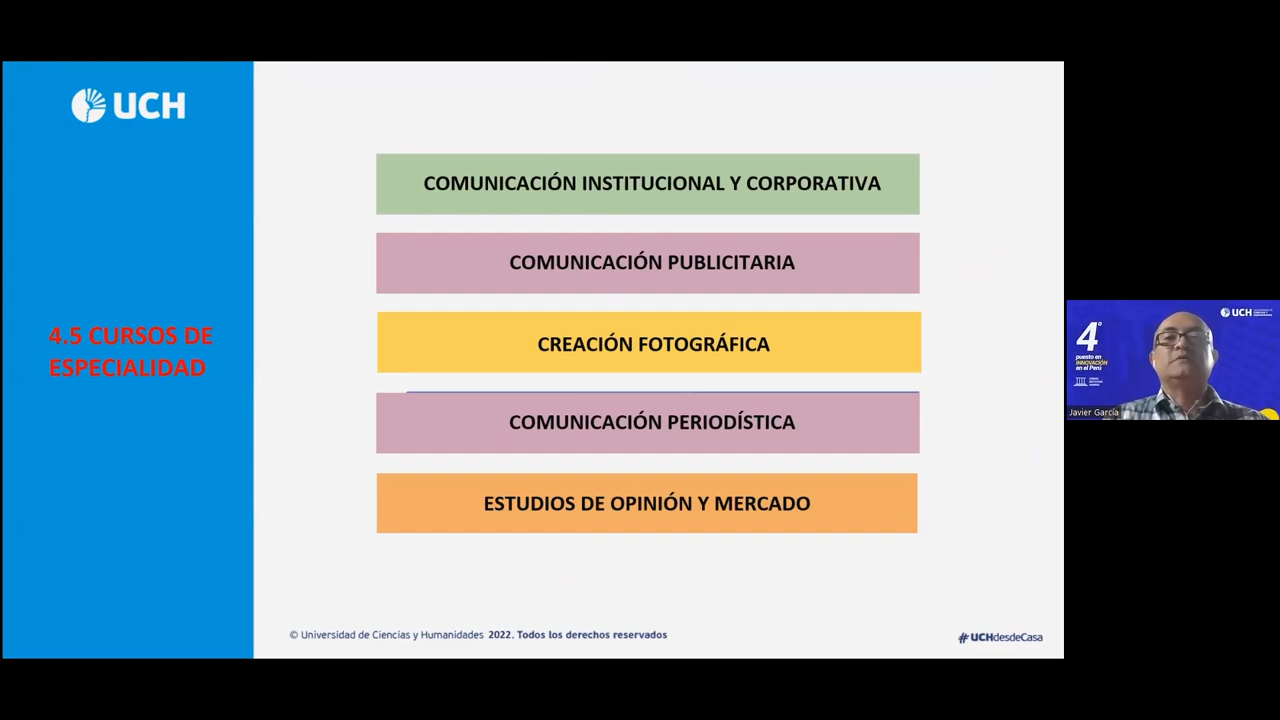 UCH
4.5 CURSOS DE
ESPECIALIDAD
COMUNICACIÓN INSTITUCIONAL Y CORPORATIVA
COMUNICACIÓN PUBLICITARIA
CREACIÓN FOTOGRÁFICA
COMUNICACIÓN PERIODÍSTICA
ESTUDIOS DE OPINIÓN Y MERCADO
© Universidad de Ciencias y Humanidades 2022. Todos los derechos reservados
#UCHdesdeCasa
UCH
4°
puesto en
INNOVACIÓN
en el Perú
Javier García